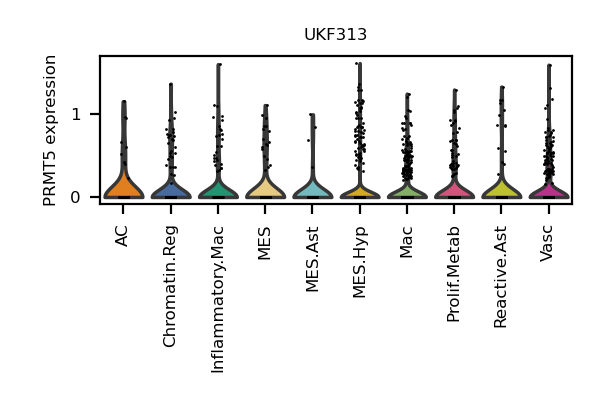 UKF313
PRMT5 expression
1
0
AC
Chromatin.Reg
Inflammatory.Mac
MES
MES.Ast
MES.Hyp
Mac
Prolif.Metab
Reactive.Ast
Vasc